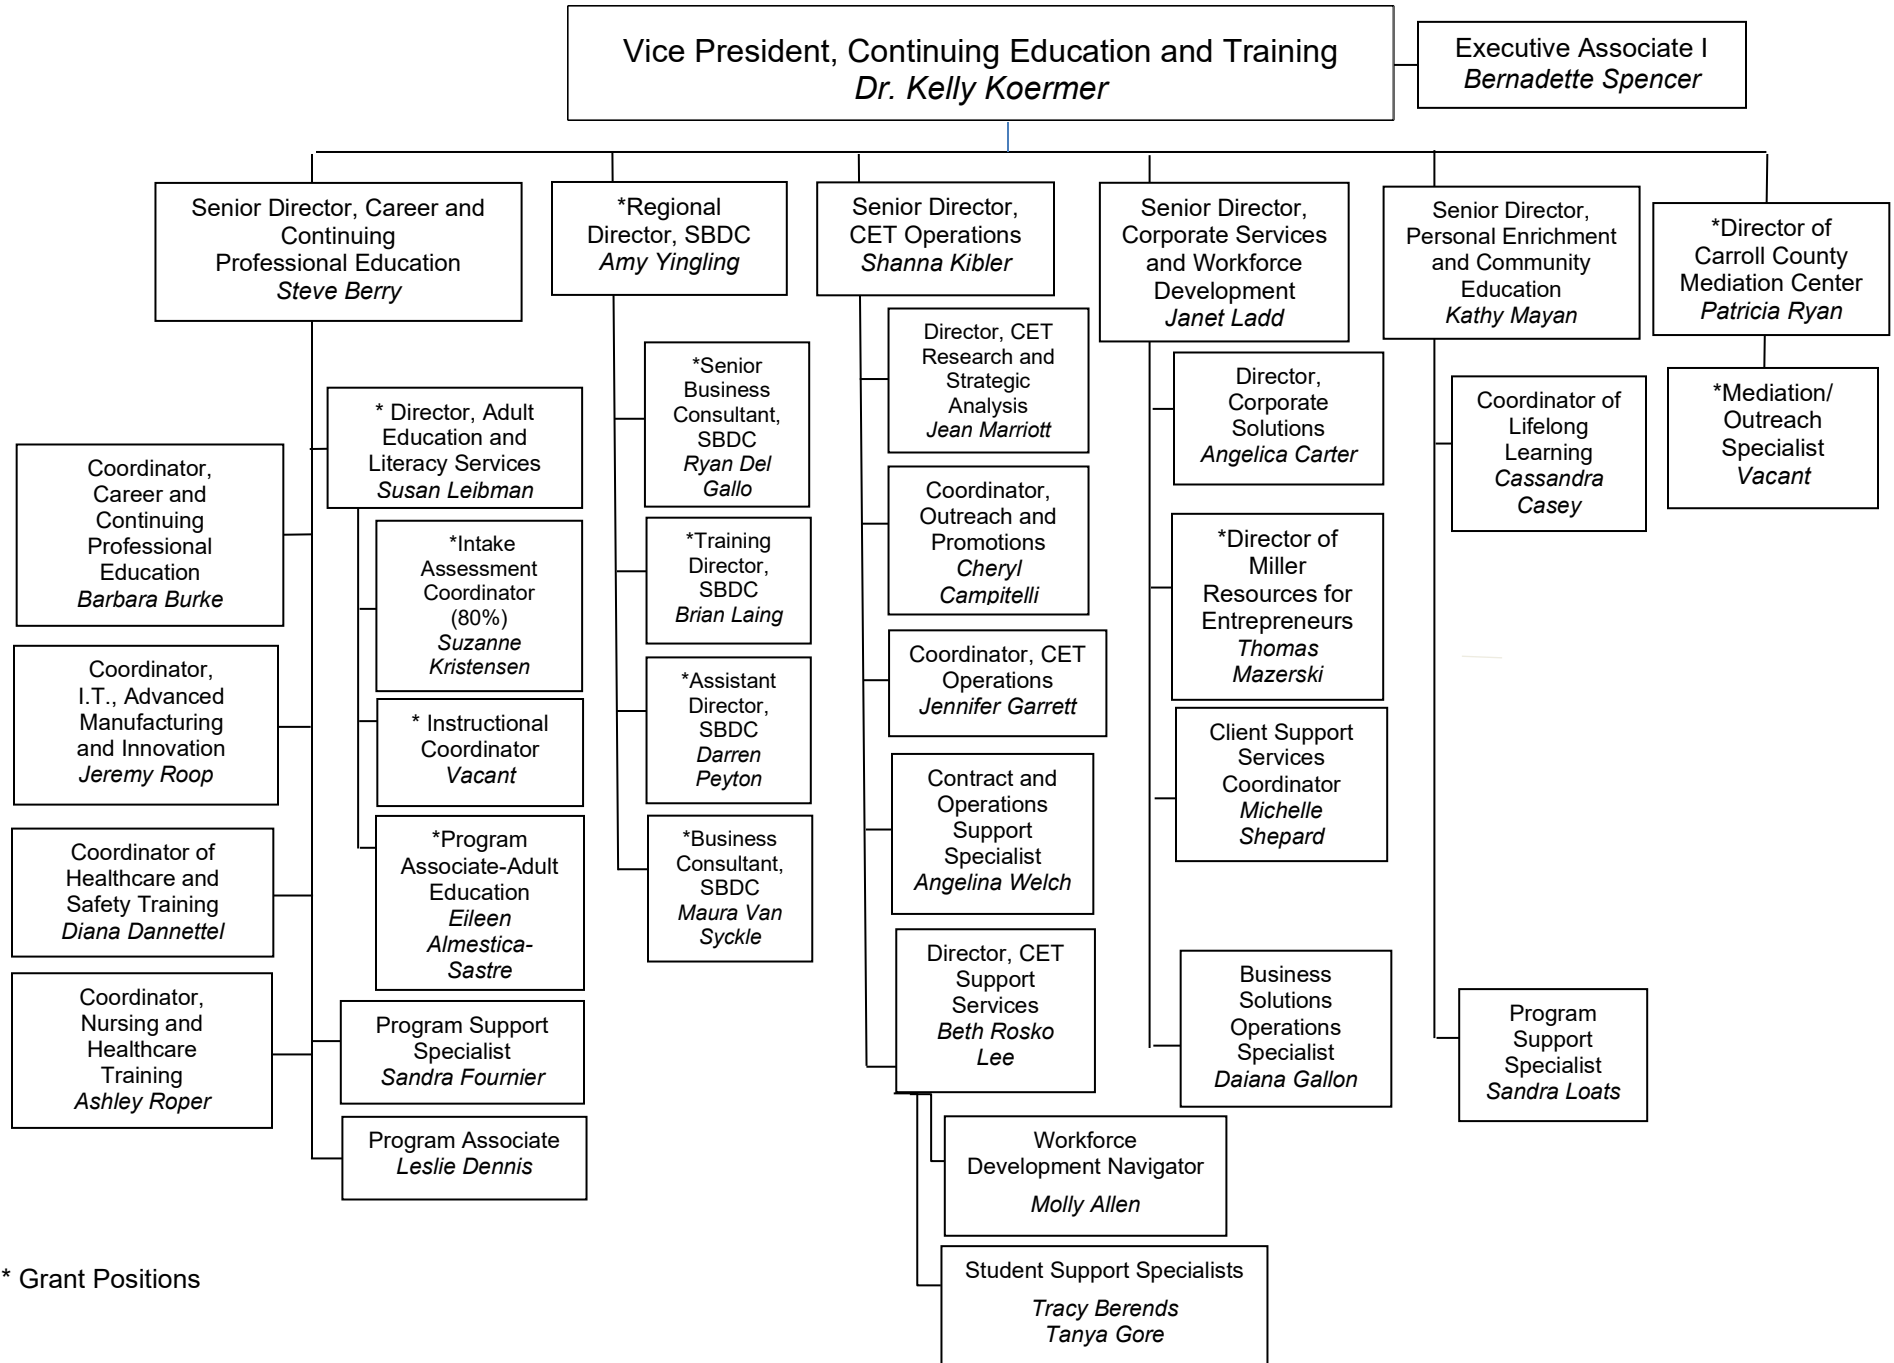 Vice President, Continuing Education and Training
Dr. Kelly Koermer
Executive Associate I
Bernadette Spencer
Senior Director, Career and
Continuing
Professional Education
Steve Berry
Coordinator,
Career and
Continuing
Professional
Education
Barbara Burke
Coordinator,
I.T., Advanced
Manufacturing
and Innovation
Jeremy Roop
Coordinator of
Healthcare and
Safety Training
Diana Dannettel
Coordinator,
Nursing and
Healthcare
Training
Ashley Roper
* Director, Adult
Education and
Literacy Services
Susan Leibman
*Intake
Assessment
Coordinator
(80%)
Suzanne
Kristensen
* Instructional
Coordinator
Vacant
*Program
Associate-Adult
Education
Eileen
Almestica-
Sastre
Program Support
Specialist
Sandra Fournier
Program Associate
Leslie Dennis
*Regional
Director, SBDC
Amy Yingling
*Senior
Business
Consultant,
SBDC
Ryan Del
Gallo
*Training
Director,
SBDC
Brian Laing
*Assistant
Director,
SBDC
Darren
Peyton
*Business
Consultant,
SBDC
Maura Van
Syckle
Senior Director,
CET Operations
Shanna Kibler
Director, CET
Research and
Strategic
Analysis
Jean Marriott
Coordinator,
Outreach and
Promotions
Cheryl
Campitelli
Coordinator, CET
Operations
Jennifer Garrett
Contract and
Operations
Support
Specialist
Angelina Welch
Director, CET
Support
Services
Beth Rosko
Lee
Workforce
Development Navigator
Molly Allen
Student Support Specialists
Tracy Berends
Tanya Gore
Senior Director,
Corporate Services
and Workforce
Development
Janet Ladd
Director,
Corporate
Solutions
Angelica Carter
*Director of
Miller
Resources for
Entrepreneurs
Thomas
Mazerski
Client Support
Services
Coordinator
Michelle
Shepard
Business
Solutions
Operations
Specialist
Daiana Gallon
Senior Director,
Personal Enrichment
and Community
Education
Kathy Mayan
Coordinator of
Lifelong
Learning
Cassandra
Casey
Program
Support
Specialist
Sandra Loats
*Director of
Carroll County
Mediation Center
Patricia Ryan
*Mediation/
Outreach
Specialist
Vacant
* Grant Positions